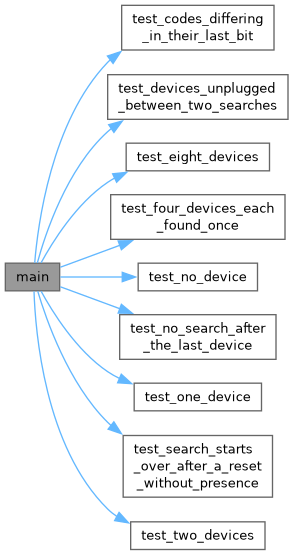 test_codes_differing
_in_their_last_bit
test_devices_unplugged
_between_two_searches
test_eight_devices
test_four_devices_each
_found_once
main
test_no_device
test_no_search_after
_the_last_device
test_one_device
test_search_starts
_over_after_a_reset
_without_presence
test_two_devices